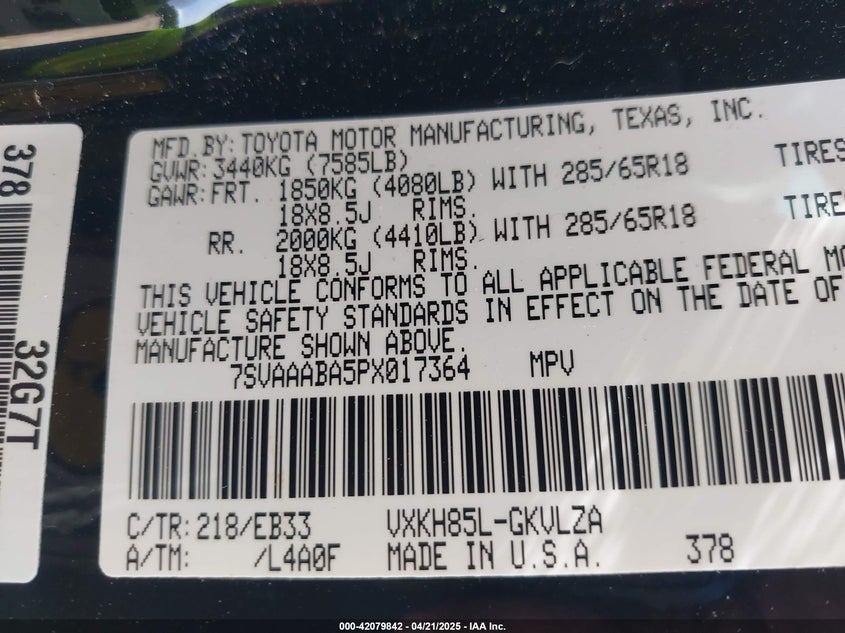 MFD.BY:TOYOTA MOTOR MANUFACTURING, TEXAS, INC.
GVWR:3440KG (7585LB)
GAWR:FRT. 1850KG (4080LB) WITH 285/65R18 TIRES
18X8.5J RIMS.
RR. 2000KG (4410LB) WITH 285/65R18 TIRE
18X8.5J RIMS.
THIS VEHICLE CONFORMS TO ALL APPLICABLE FEDERAL MO
VEHICLE SAFETY STANDARDS IN EFFECT ON THE DATE OF
MANUFACTURE SHOWN ABOVE.
7SVAAABA5PX017364 MPV
C/TR:218/EB33 VXKH85L-GKVLZA
A/TM: /L4A0F MADE IN U.S.A. 378
378
32G7T
000-42079842 - 04/21/2025 - IAA Inc.